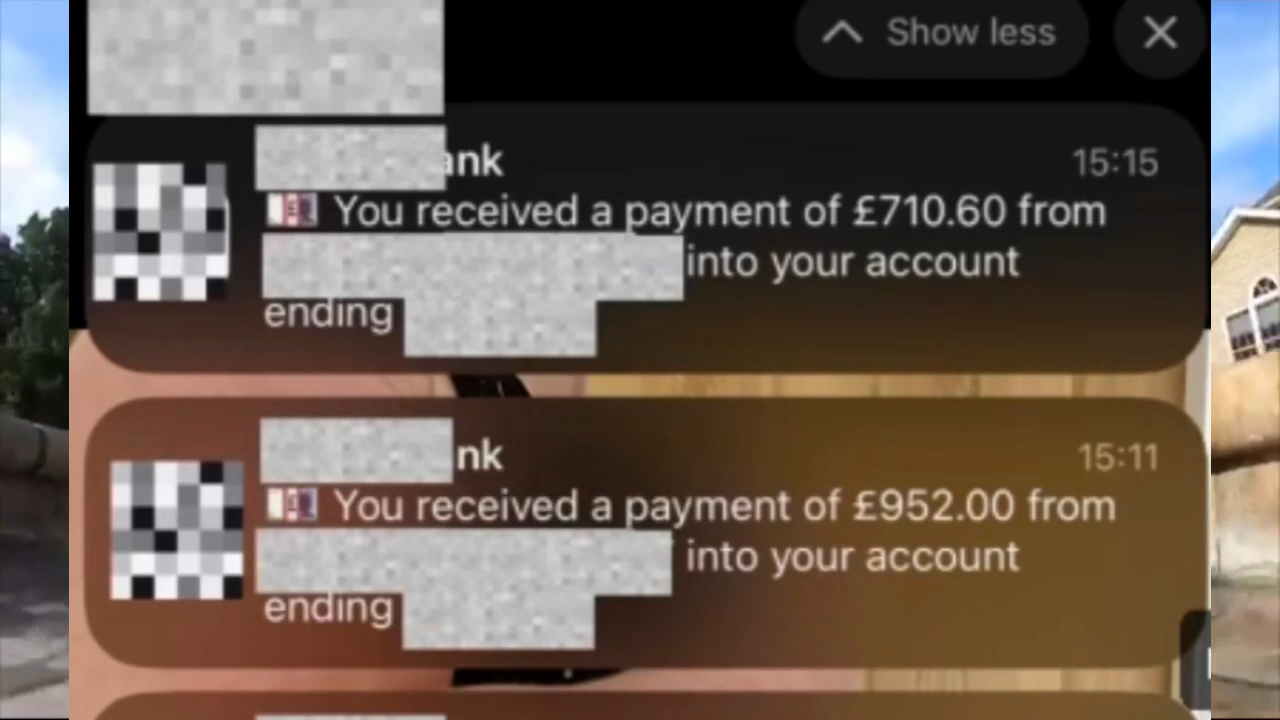 Show less
ank
15:15
You received a payment of £710.60 from
into your account
ending
nk
15:11
You received a payment of £952.00 from
into your account
ending